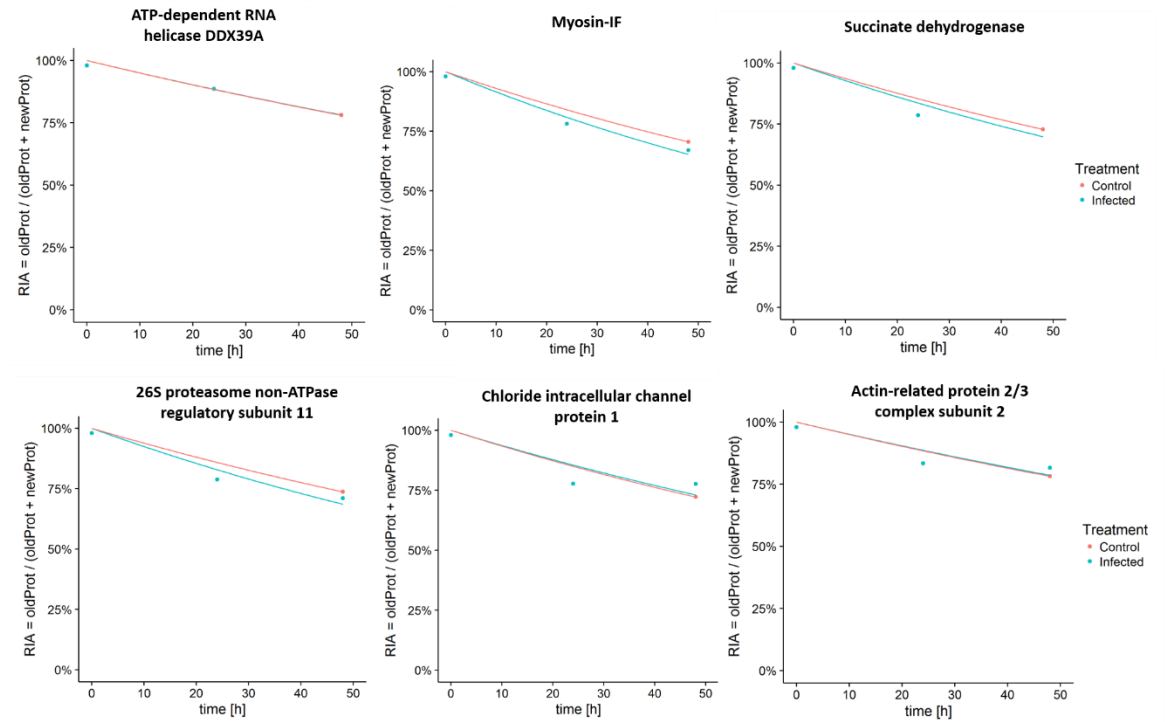 ATP-dependent RNA
helicase DDX39A
100%
75%
50%
25%
0%
RIA = oldProt / (oldProt + newProt)
0 10 20 30 40 50
time [h]
Myosin-IF
100%
75%
50%
25%
0%
RIA = oldProt / (oldProt + newProt)
0 10 20 30 40 50
time [h]
Succinate dehydrogenase
100%
75%
50%
25%
0%
RIA = oldProt / (oldProt + newProt)
0 10 20 30 40 50
time [h]
Treatment
Control
Infected
26S proteasome non-ATPase
regulatory subunit 11
100%
75%
50%
25%
0%
RIA = oldProt / (oldProt + newProt)
0 10 20 30 40 50
time [h]
Chloride intracellular channel
protein 1
100%
75%
50%
25%
0%
RIA = oldProt / (oldProt + newProt)
0 10 20 30 40 50
time [h]
Actin-related protein 2/3
complex subunit 2
100%
75%
50%
25%
0%
RIA = oldProt / (oldProt + newProt)
0 10 20 30 40 50
time [h]
Treatment
Control
Infected